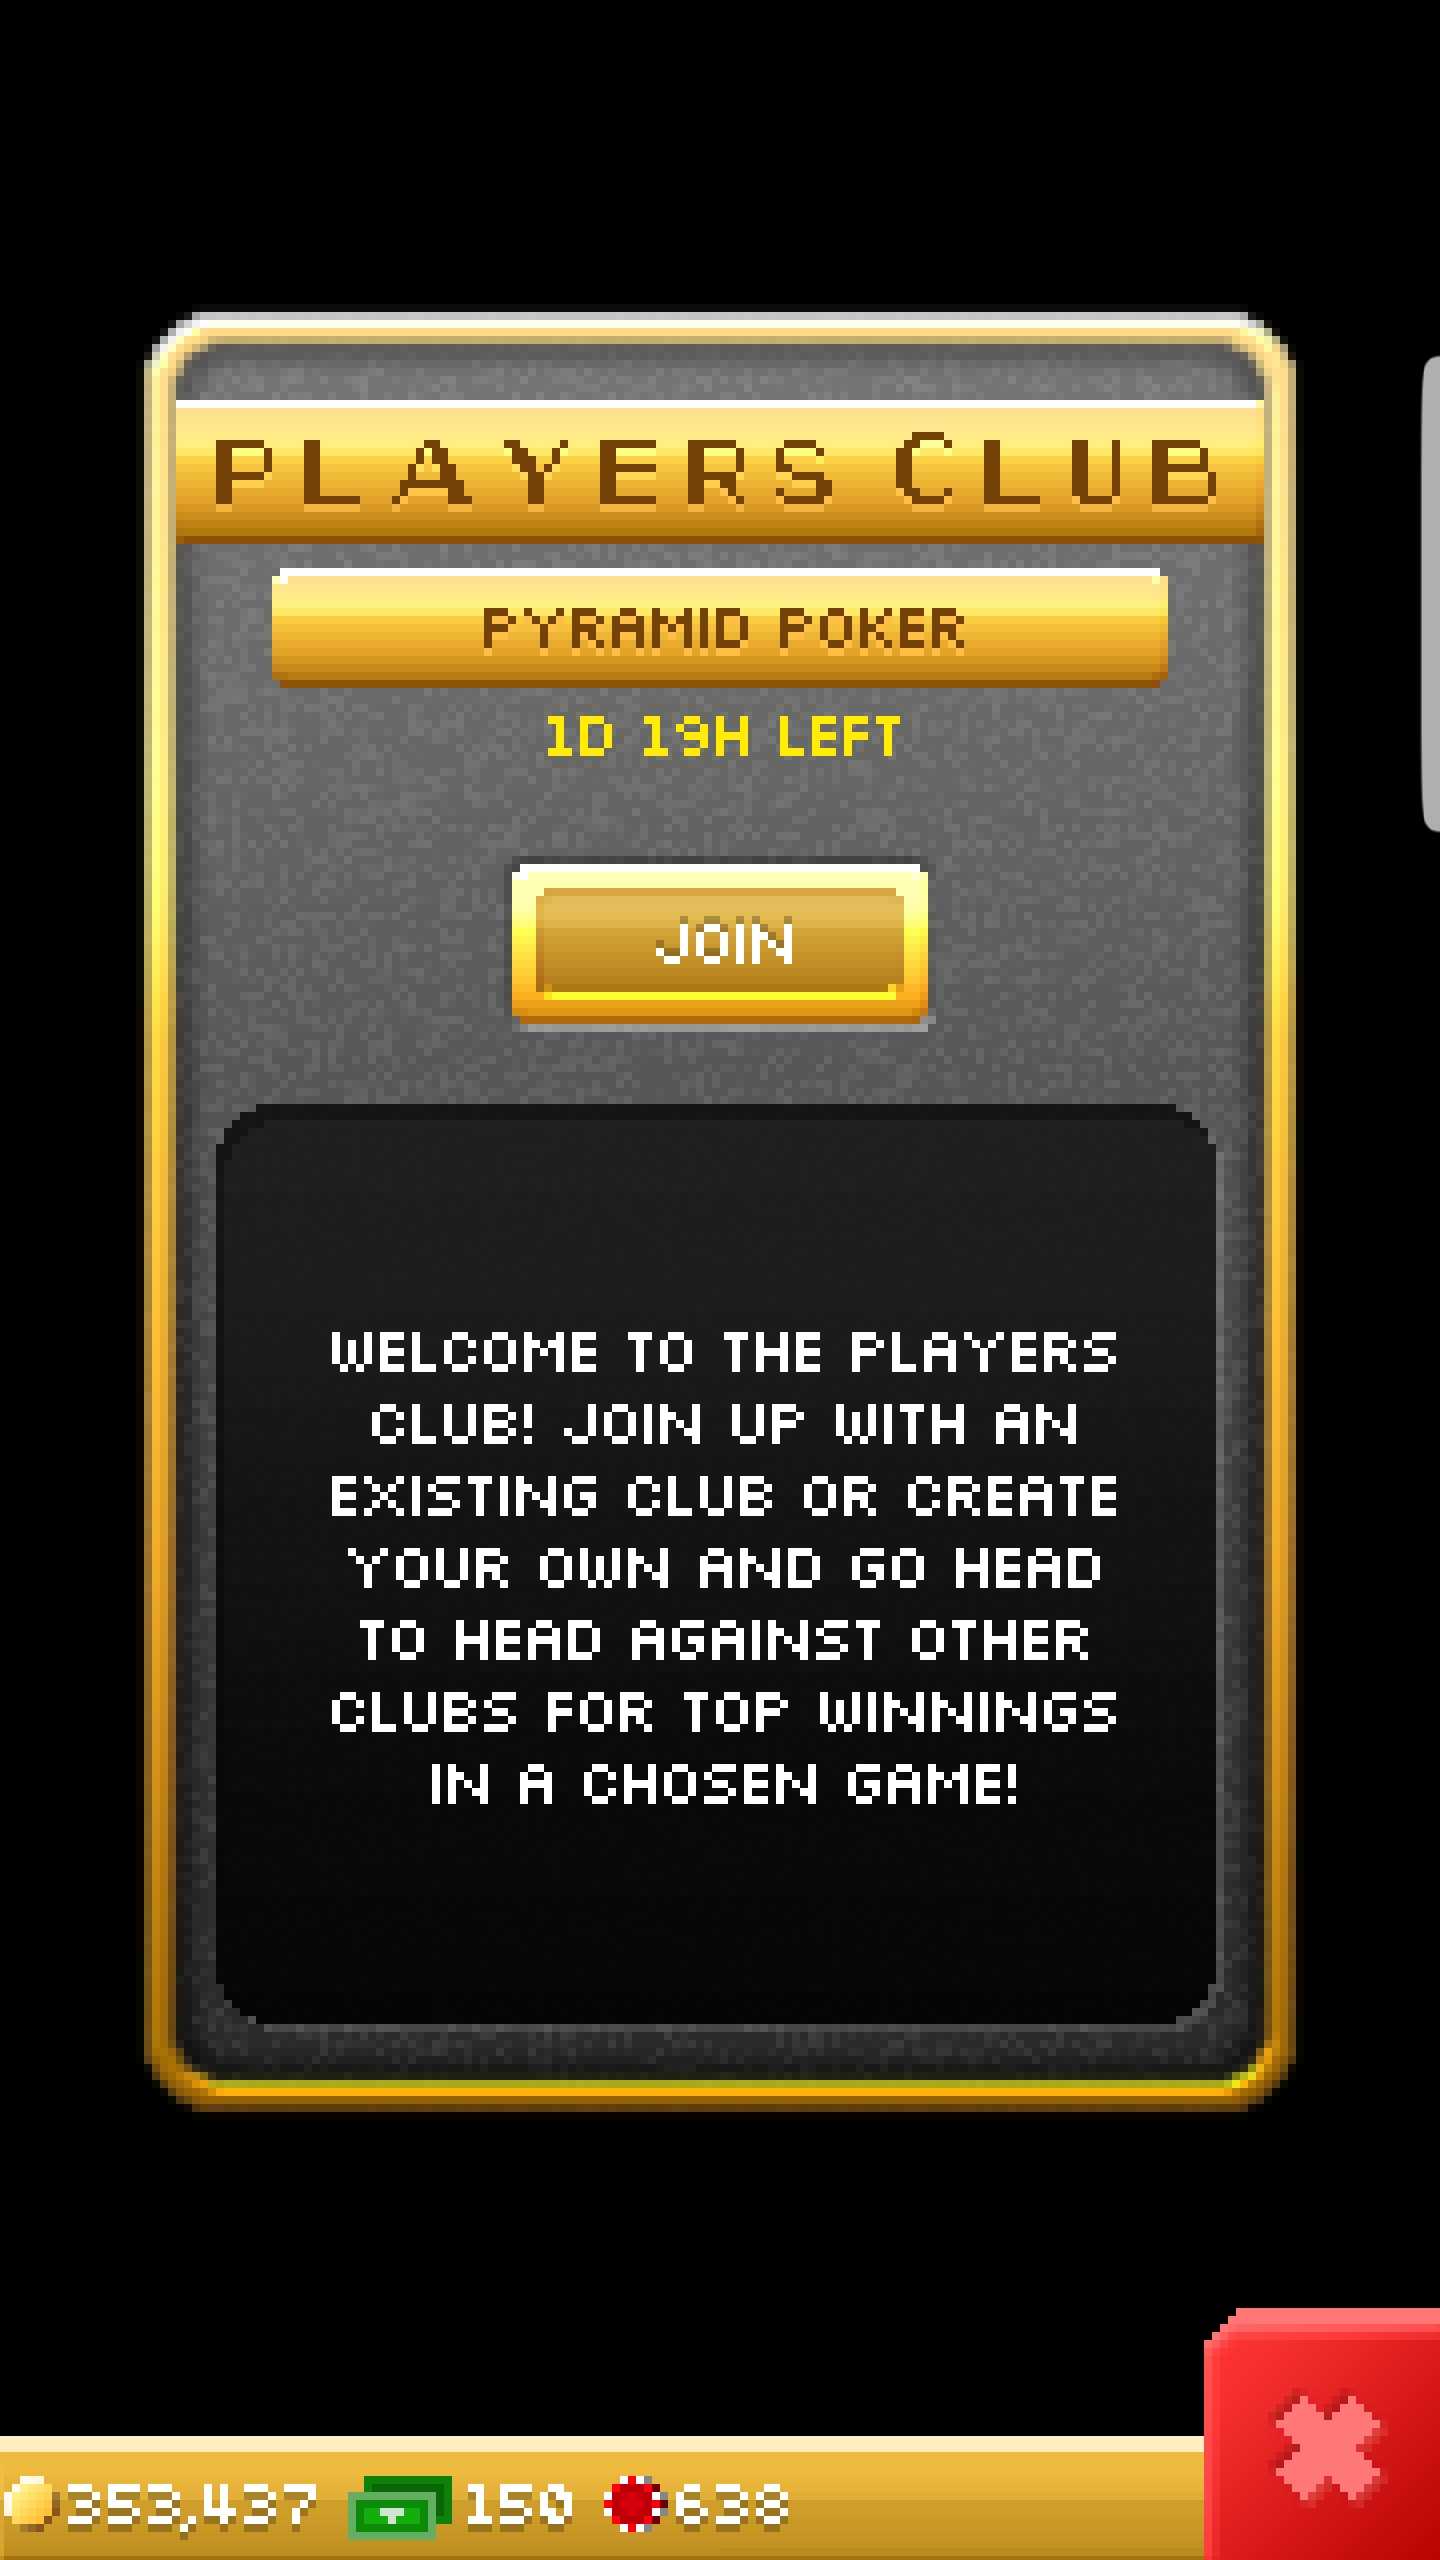 PLAYERS CLUB
PYRAMID POKER
1D 19H LEFT
JOIN
WELCOME TO THE PLAYERS
CLUB! JOIN UP WITH AN
EXISTING CLUB OR CREATE
YOUR OWN AND GO HEAD
TO HEAD AGAINST OTHER
CLUBS FOR TOP WINNINGS
IN A CHOSEN GAME!
353,437 150 638